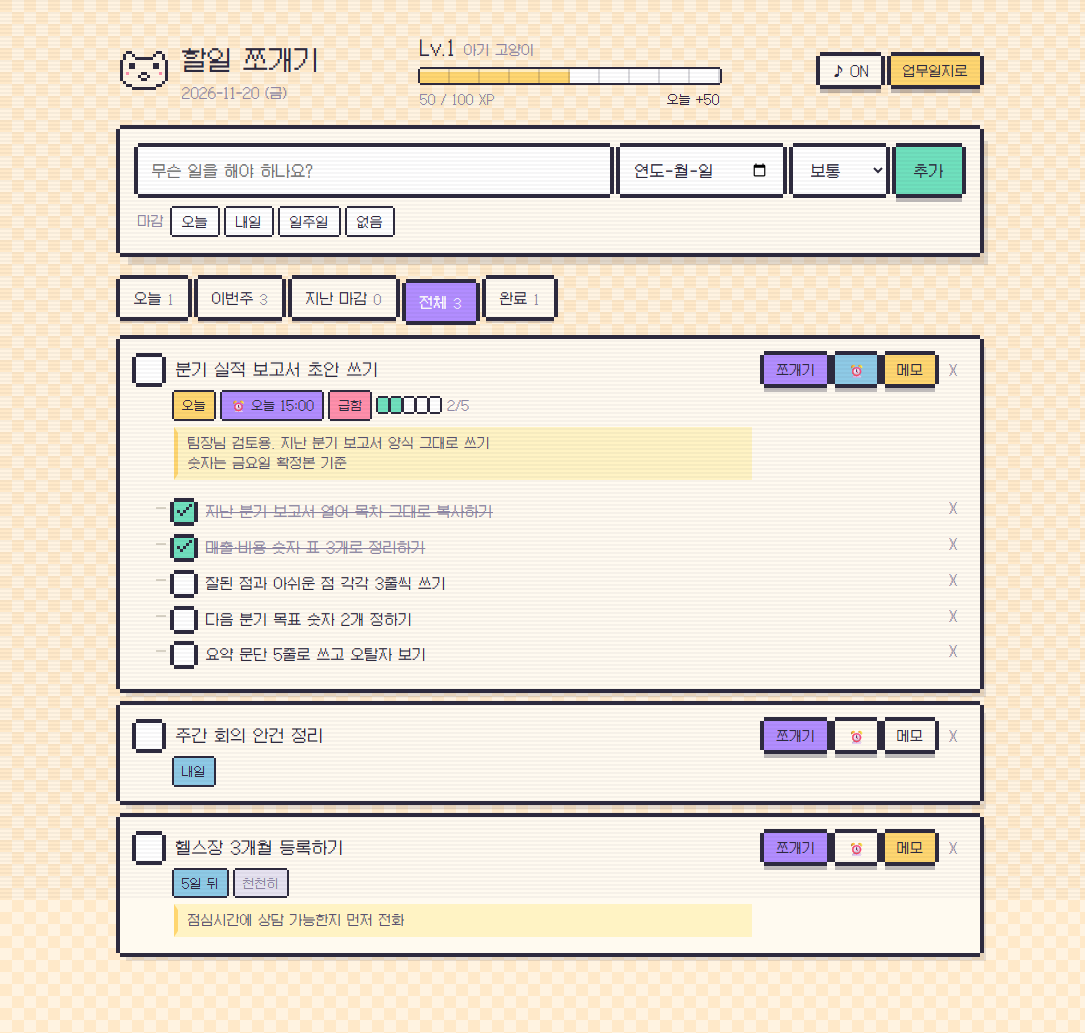 할일 쪼개기
2026-11-20 (금)
Lv.1 아기 고양이
50 / 100 XP
오늘 +50
♪ ON
업무일지로
무슨 일을 해야 하나요?
연도-월-일
보통
추가
마감 오늘 내일 일주일 없음
오늘 1 이번주 3 지난 마감 0 전체 3 완료 1
분기 실적 보고서 초안 쓰기
쪼개기 ⏰ 메모 X
오늘 ⏰ 오늘 15:00 급함 2/5
팀장님 검토용. 지난 분기 보고서 양식 그대로 쓰기
숫자는 금요일 확정본 기준
지난 분기 보고서 열어 목차 그대로 복사하기 X
매출·비용 숫자 표 3개로 정리하기 X
잘된 점과 아쉬운 점 각각 3줄씩 쓰기 X
다음 분기 목표 숫자 2개 정하기 X
요약 문단 5줄로 쓰고 오탈자 보기 X
주간 회의 안건 정리
쪼개기 ⏰ 메모 X
내일
헬스장 3개월 등록하기
쪼개기 ⏰ 메모 X
5일 뒤 천천히
점심시간에 상담 가능한지 먼저 전화